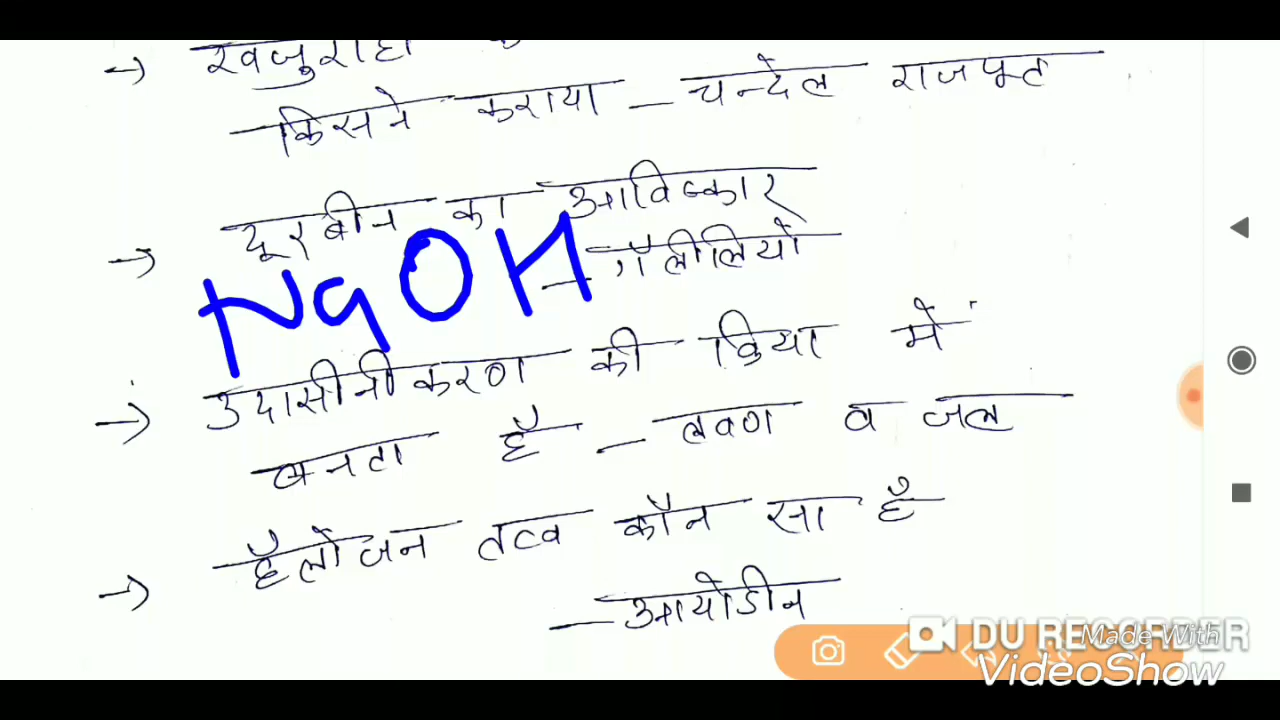 → खजुराहो
किसने कराया - चन्देल राजपूत
→ दूरबीन का आविष्कार
NaOH - गैलीलियो
→ उदासीनीकरण की क्रिया में
बनता है - लवण व जल
→ हैलोजन तत्व कौन सा है
- आयोडीन
DU RECORDER
Made With
VideoShow